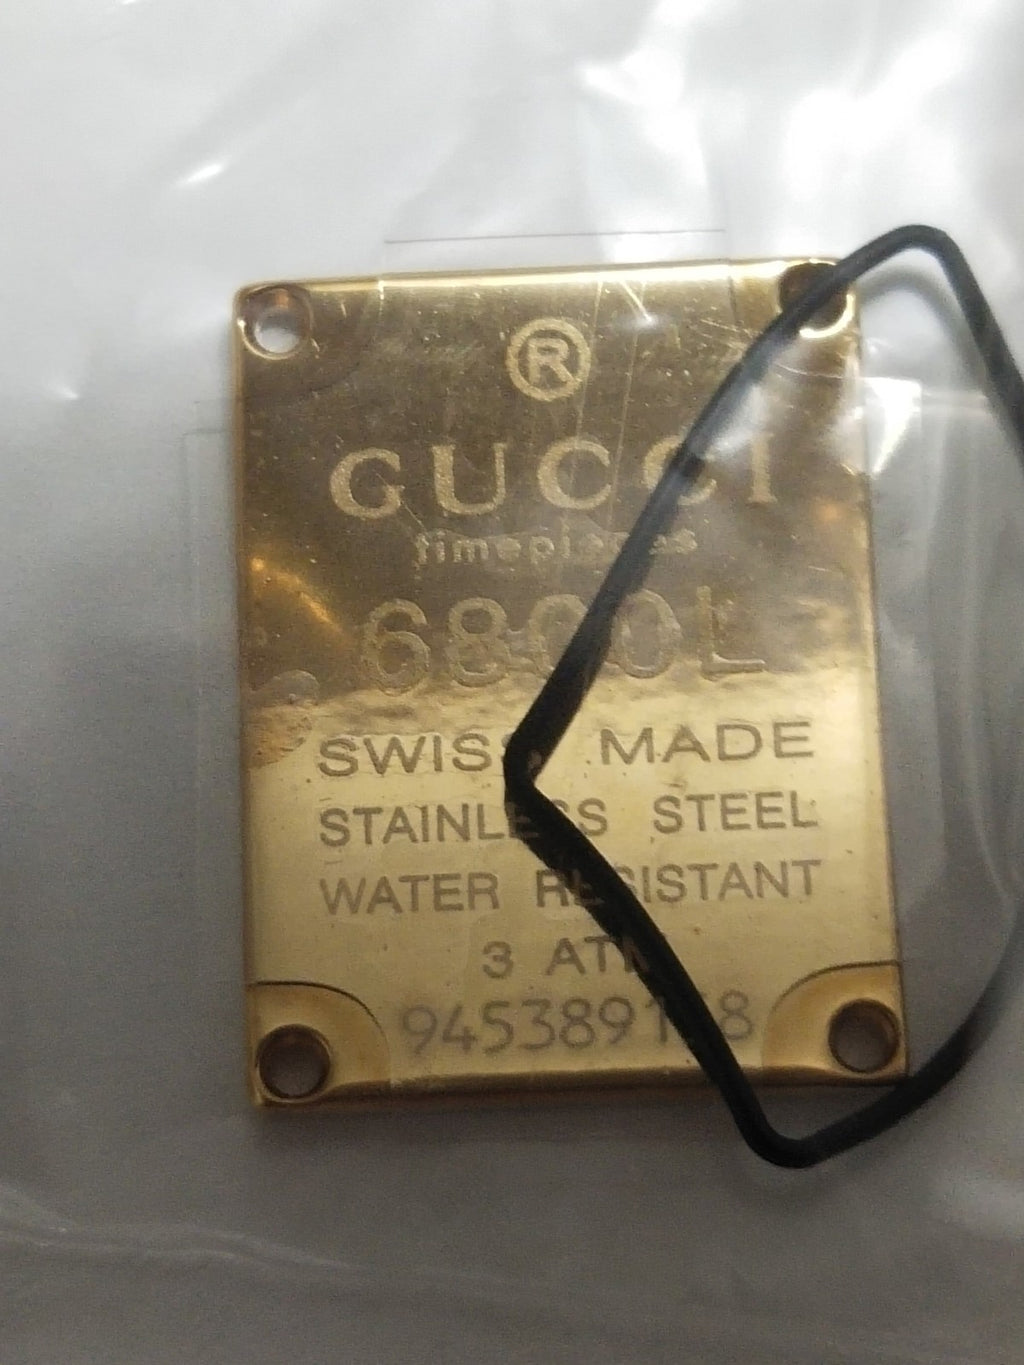 ®
GUCCI
timepieces
6800L
SWISS MADE
STAINLESS STEEL
WATER RESISTANT
3 ATM